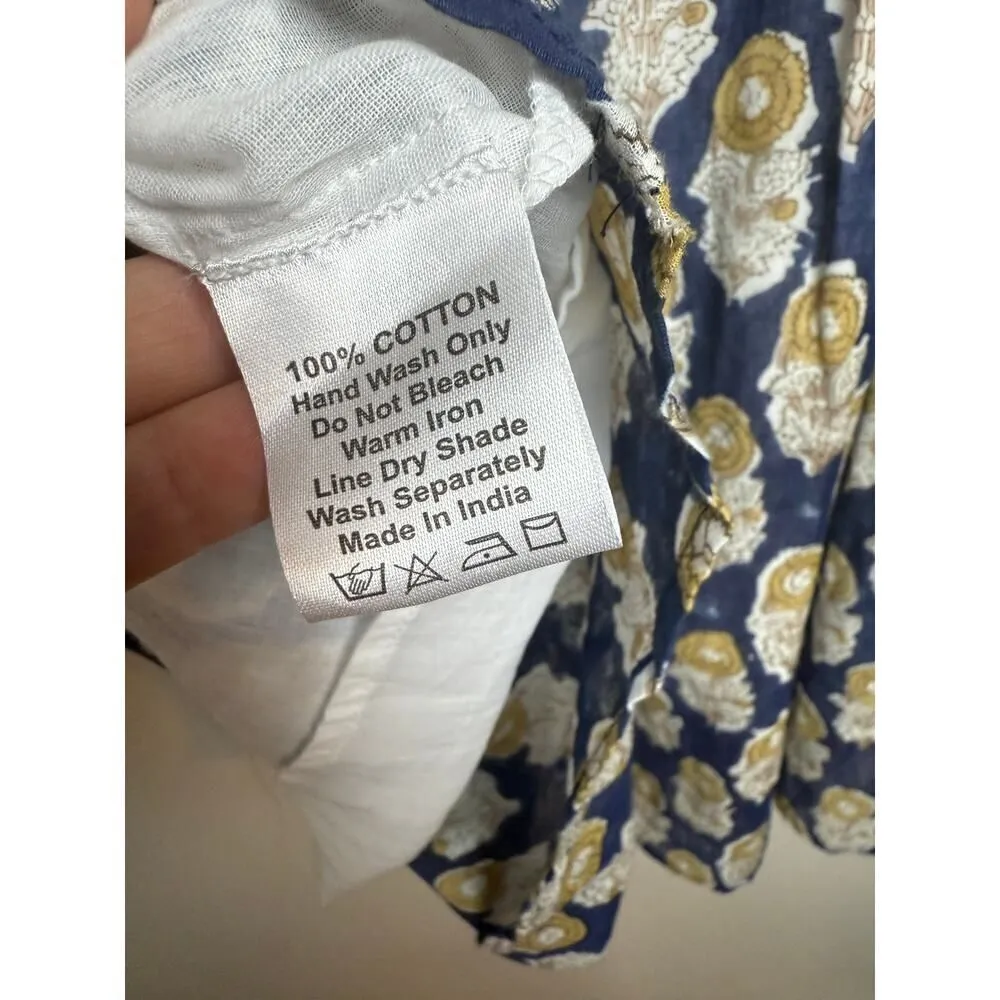 100% COTTON
Hand Wash Only
Do Not Bleach
Warm Iron
Line Dry Shade
Wash Separately
Made In India